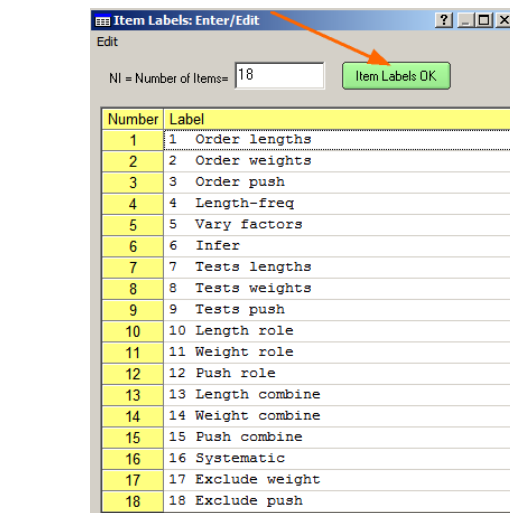 Item Labels: Enter/Edit
Edit
NI = Number of Items= 18 Item Labels OK
Number Label
1 1 Order lengths
2 2 Order weights
3 3 Order push
4 4 Length-freq
5 5 Vary factors
6 6 Infer
7 7 Tests lengths
8 8 Tests weights
9 9 Tests push
10 10 Length role
11 11 Weight role
12 12 Push role
13 13 Length combine
14 14 Weight combine
15 15 Push combine
16 16 Systematic
17 17 Exclude weight
18 18 Exclude push